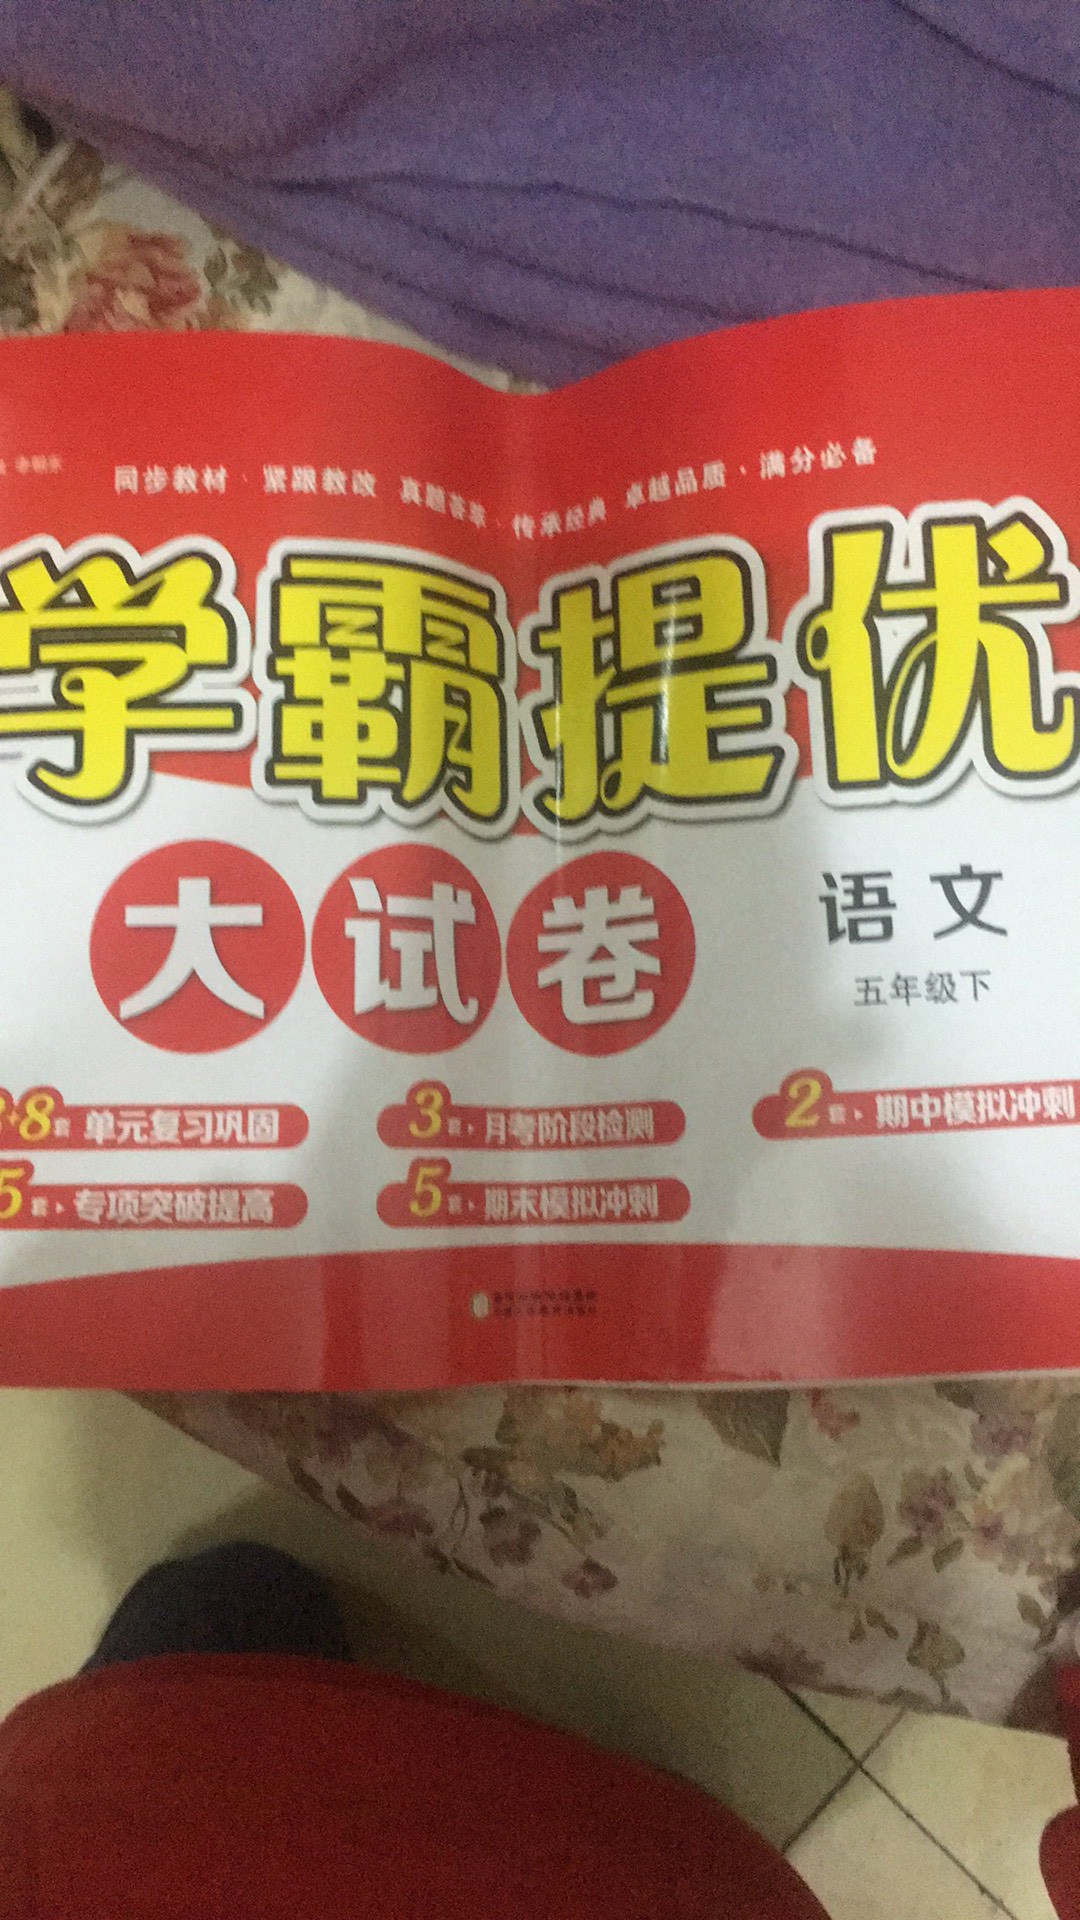 同步教材·紧跟教改 真题荟萃·传承经典 卓越品质·满分必备
学霸提优
大试卷
语文
五年级下
+8套 单元复习巩固
3套·月考阶段检测
2套·期中模拟冲刺
5套·专项突破提高
5套·期末模拟冲刺